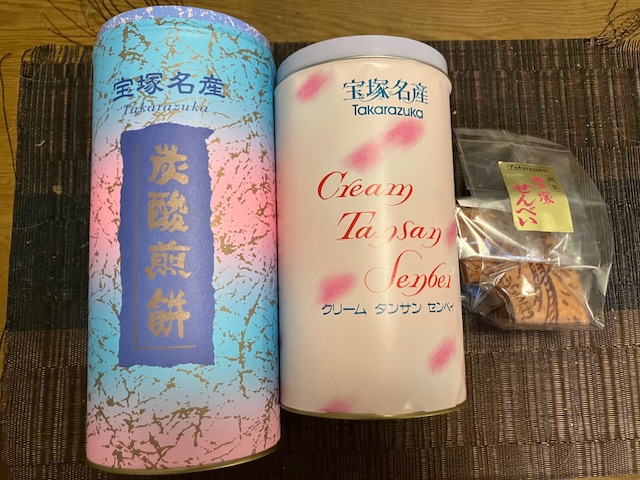 宝塚名産
Takarazuka
炭酸煎餅
宝塚名産
Takarazuka
Cream
Tansan
Senbei
クリーム タンサン センベイ
Takarazuka
宝塚
せんべい